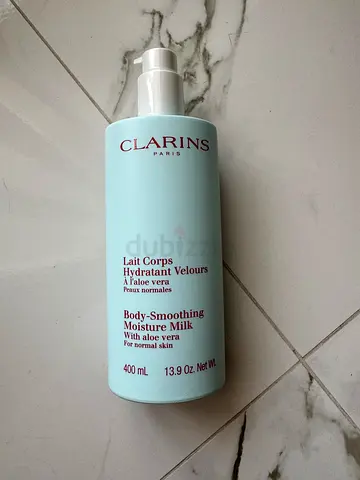 CLARINS
PARIS
dubizzle
Lait Corps
Hydratant Velours
A l'aloe vera
Peaux normales
Body-Smoothing
Moisture Milk
With aloe vera
For normal skin
400 mL 13.9 Oz. Net Wt.